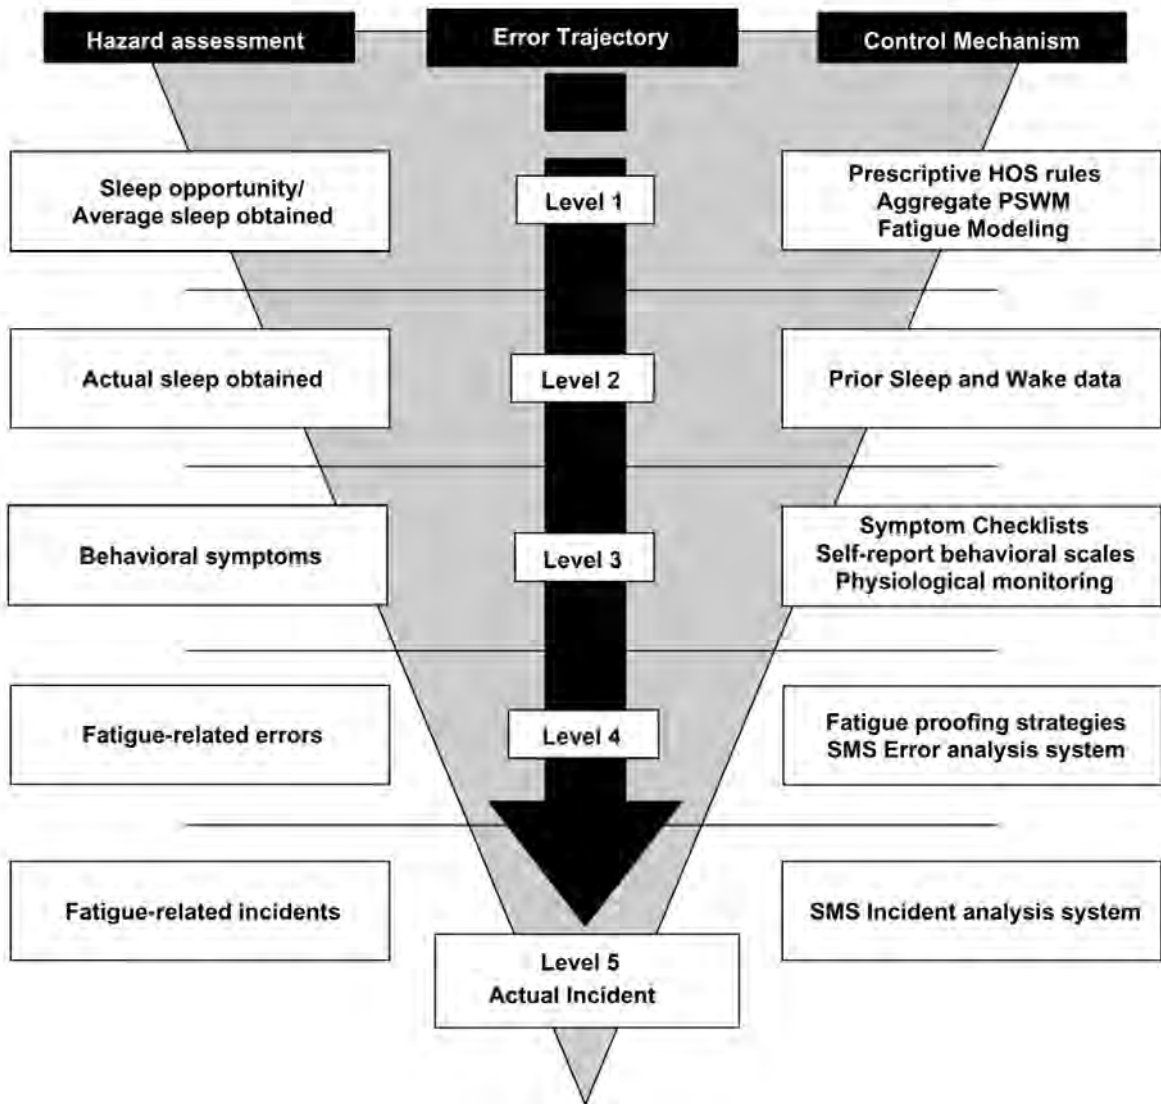 Hazard assessment
Error Trajectory
Control Mechanism
Sleep opportunity/
Average sleep obtained
Level 1
Prescriptive HOS rules
Aggregate PSWM
Fatigue Modeling
Actual sleep obtained
Level 2
Prior Sleep and Wake data
Behavioral symptoms
Level 3
Symptom Checklists
Self-report behavioral scales
Physiological monitoring
Fatigue-related errors
Level 4
Fatigue proofing strategies
SMS Error analysis system
Fatigue-related incidents
Level 5
Actual Incident
SMS Incident analysis system